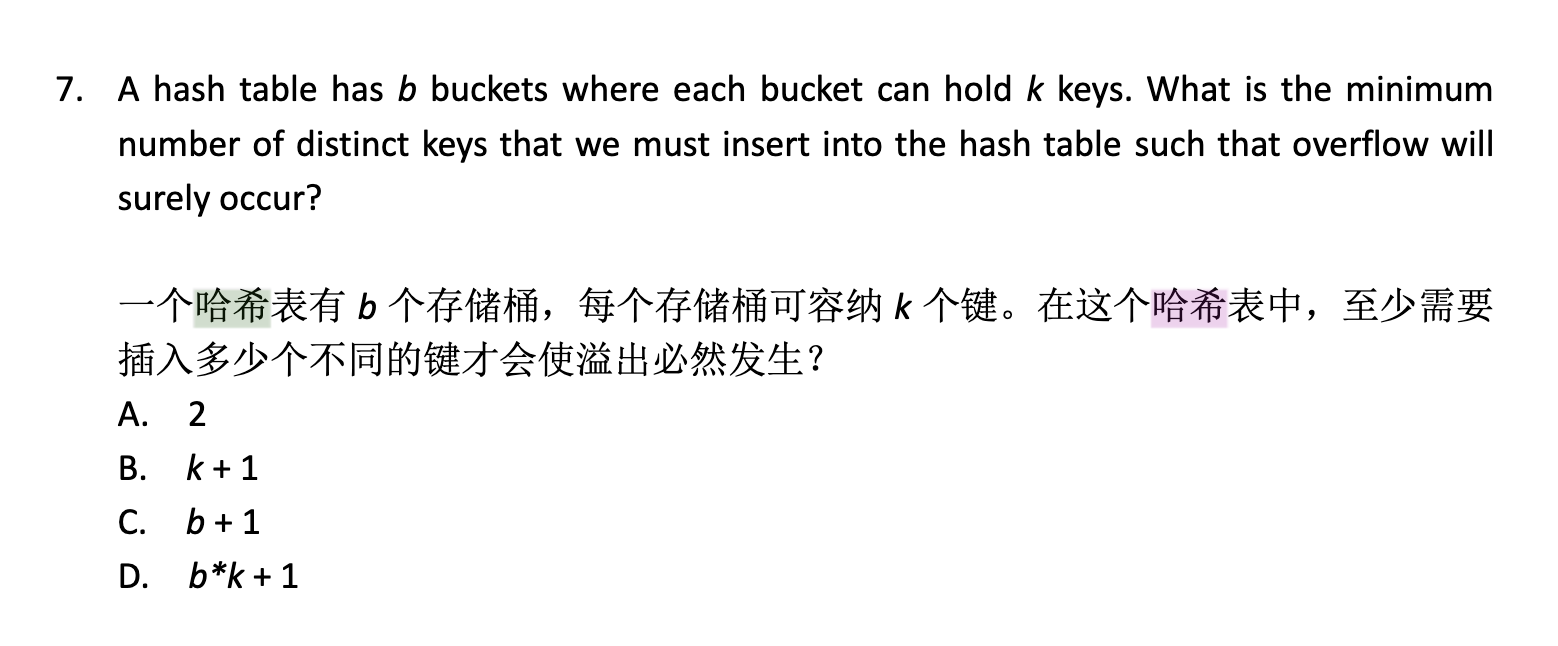 7. A hash table has b buckets where each bucket can hold k keys. What is the minimum
number of distinct keys that we must insert into the hash table such that overflow will
surely occur?
一个哈希表有 b 个存储桶，每个存储桶可容纳 k 个键。在这个哈希表中，至少需要
插入多少个不同的键才会使溢出必然发生？
A. 2
B. k + 1
C. b + 1
D. b*k + 1